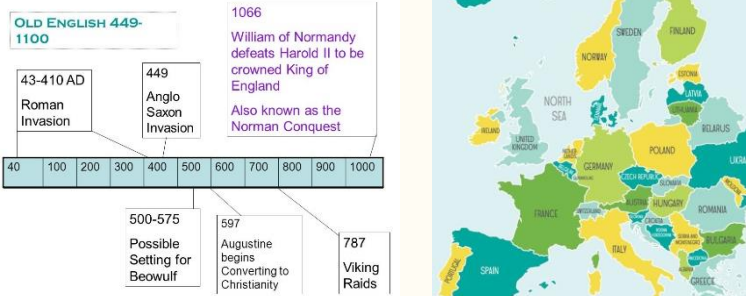 OLD ENGLISH 449-
1100
1066
William of Normandy
defeats Harold II to be
crowned King of
England
Also known as the
Norman Conquest
43-410 AD
Roman
Invasion
449
Anglo
Saxon
Invasion
40 100 200 300 400 500 600 700 800 900 1000
500-575
Possible
Setting for
Beowulf
597
Augustine
begins
Converting to
Christianity
787
Viking
Raids
SWEDEN
FINLAND
NORWAY
ESTONIA
LATVIA
LITHUANIA
NORTH
SEA
IRELAND
UNITED
KINGDOM
BELARUS
POLAND
GERMANY
UKRA
CZECH REPUBLIC
SLOVAKIA
FRANCE
SWITZERLAND
AUSTRIA
HUNGARY
ROMANIA
CROATIA
ITALY
BULGARIA
PORTUGAL
SPAIN
GREECE